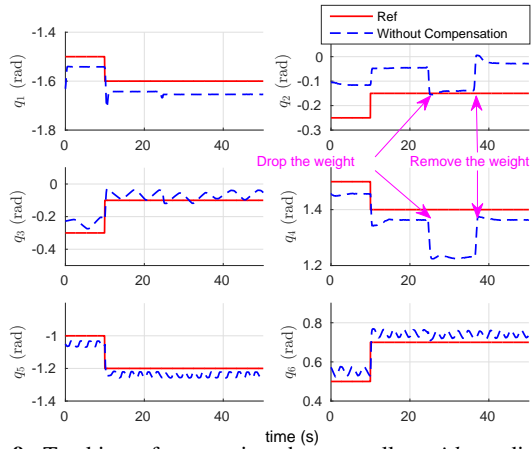 Ref
Without Compensation
-1.4
-1.6
-1.8
q1 (rad)
0 20 40
0
-0.1
-0.2
-0.3
q2 (rad)
0 20 40
Drop the weight
Remove the weight
0
-0.2
-0.4
q3 (rad)
0 20 40
1.4
1.2
q4 (rad)
0 20 40
-1
-1.2
-1.4
q5 (rad)
0 20 40
0.8
0.6
0.4
q6 (rad)
0 20 40
time (s)